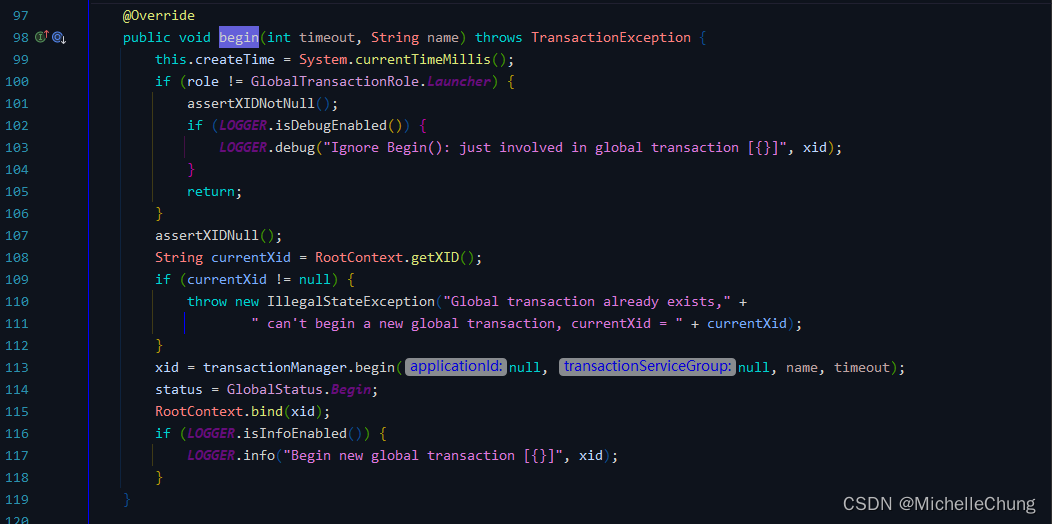 97 @Override
98 public void begin(int timeout, String name) throws TransactionException {
99 this.createTime = System.currentTimeMillis();
100 if (role != GlobalTransactionRole.Launcher) {
101 assertXIDNotNull();
102 if (LOGGER.isDebugEnabled()) {
103 LOGGER.debug("Ignore Begin(): just involved in global transaction [{}]", xid);
104 }
105 return;
106 }
107 assertXIDNull();
108 String currentXid = RootContext.getXID();
109 if (currentXid != null) {
110 throw new IllegalStateException("Global transaction already exists," +
111 " can't begin a new global transaction, currentXid = " + currentXid);
112 }
113 xid = transactionManager.begin( applicationId: null, transactionServiceGroup: null, name, timeout);
114 status = GlobalStatus.Begin;
115 RootContext.bind(xid);
116 if (LOGGER.isInfoEnabled()) {
117 LOGGER.info("Begin new global transaction [{}]", xid);
118 }
119 }
120
CSDN @MichelleChung